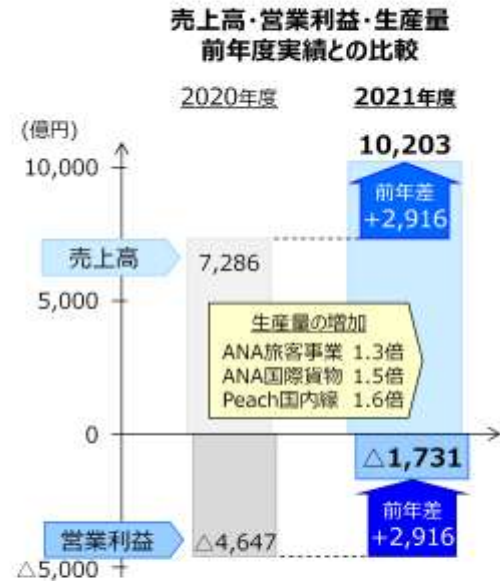 売上高・営業利益・生産量
前年度実績との比較
2020年度
2021年度
(億円)
10,203
10,000
前年差
+2,916
売上高
7,286
5,000
生産量の増加
ANA旅客事業 1.3倍
ANA国際貨物 1.5倍
Peach国内線 1.6倍
0
△1,731
前年差
+2,916
営業利益
△4,647
△5,000